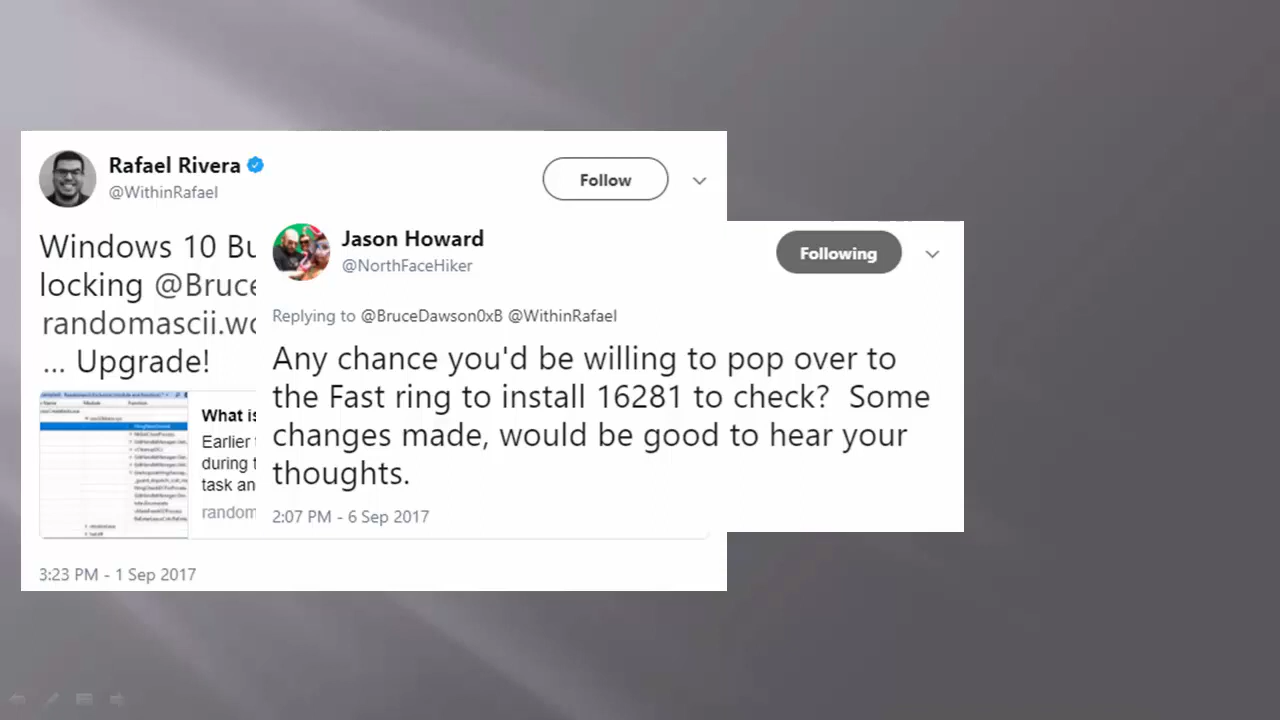 Rafael Rivera
@WithinRafael
Follow
Windows 10 Bu
locking @Bruce
randomascii.wo
... Upgrade!
What is
Earlier t
during t
task an
random
3:23 PM - 1 Sep 2017
Jason Howard
@NorthFaceHiker
Following
Replying to @BruceDawson0xB @WithinRafael
Any chance you'd be willing to pop over to
the Fast ring to install 16281 to check?  Some
changes made, would be good to hear your
thoughts.
2:07 PM - 6 Sep 2017